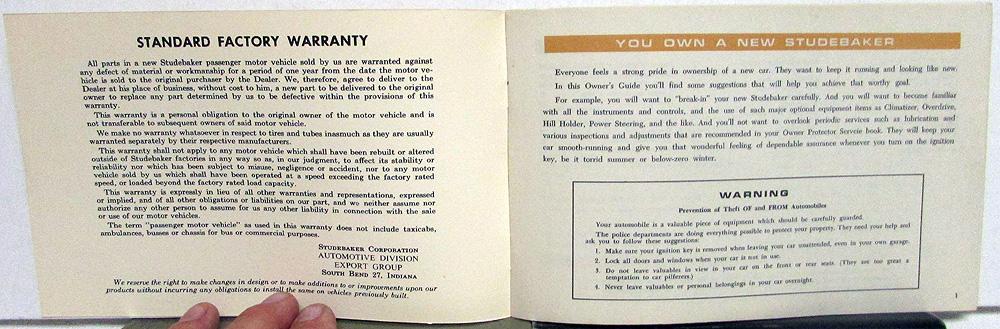 STANDARD FACTORY WARRANTY
All parts in a new Studebaker passenger motor vehicle sold by us are warranted against
any defect of material or workmanship for a period of one year from the date the motor ve-
hicle is sold to the original purchaser by the Dealer. We, therefore, agree to deliver to the
Dealer at his place of business, without cost to him, a new part to be delivered to the original
owner to replace any part determined by us to be defective within the provisions of this
warranty.
This warranty is a personal obligation to the original owner of the motor vehicle and is
not transferable to subsequent owners of said motor vehicle.
We make no warranty whatsoever in respect to tires and tubes inasmuch as they are usually
warranted separately by their respective manufacturers.
This warranty shall not apply to any motor vehicle which shall have been rebuilt or altered
outside of Studebaker factories in any way so as, in our judgment, to affect its stability or
reliability nor which has been subject to misuse, negligence or accident, nor to any motor
vehicle sold by us which shall have been operated at a speed exceeding the factory rated
speed, or loaded beyond the factory rated load capacity.
This warranty is expressly in lieu of all other warranties and representations, expressed
or implied, and of all other obligations or liabilities on our part, and we neither assume nor
authorize any other person to assume for us any other liability in connection with the sale
or use of our motor vehicles.
The term "passenger motor vehicle" as used in this warranty does not include taxicabs,
ambulances, busses or chassis for bus or commercial purposes.
STUDEBAKER CORPORATION
AUTOMOTIVE DIVISION
EXPORT GROUP
SOUTH BEND 27, INDIANA
We reserve the right to make changes in design or to make additions to or improvements upon our
products without incurring any obligations to install the same on vehicles previously built.
YOU OWN A NEW STUDEBAKER
Everyone feels a strong pride in ownership of a new car. They want to keep it running and looking like new.
In this Owner's Guide you'll find some suggestions that will help you achieve that worthy goal.
For example, you will want to "break-in" your new Studebaker carefully. And you will want to become familiar
with all the instruments and controls, and the use of such major optional equipment items as Climatizer, Overdrive,
Hill Holder, Power Steering, and the like. And you'll not want to overlook periodic services such as lubrication and
various inspections and adjustments that are recommended in your Owner Protector Servcie book. They will keep your
car smooth-running and give you that wonderful feeling of dependable assurance whenever you turn on the ignition
key, be it torrid summer or below-zero winter.
WARNING
Prevention of Theft OF and FROM Automobiles
Your automobile is a valuable piece of equipment which should be carefully guarded.
The police departments are doing everything possible to protect your property. They need your help and
ask you to follow these suggestions:
1. Make sure your ignition key is removed when leaving your car unattended, even in your own garage.
2. Lock all doors and windows when your car is not in use.
3. Do not leave valuables in view in your car on the front or rear seats. (They are too great a
temptation to car pilferers.)
4. Never leave valuables or personal belongings in your car overnight.
1